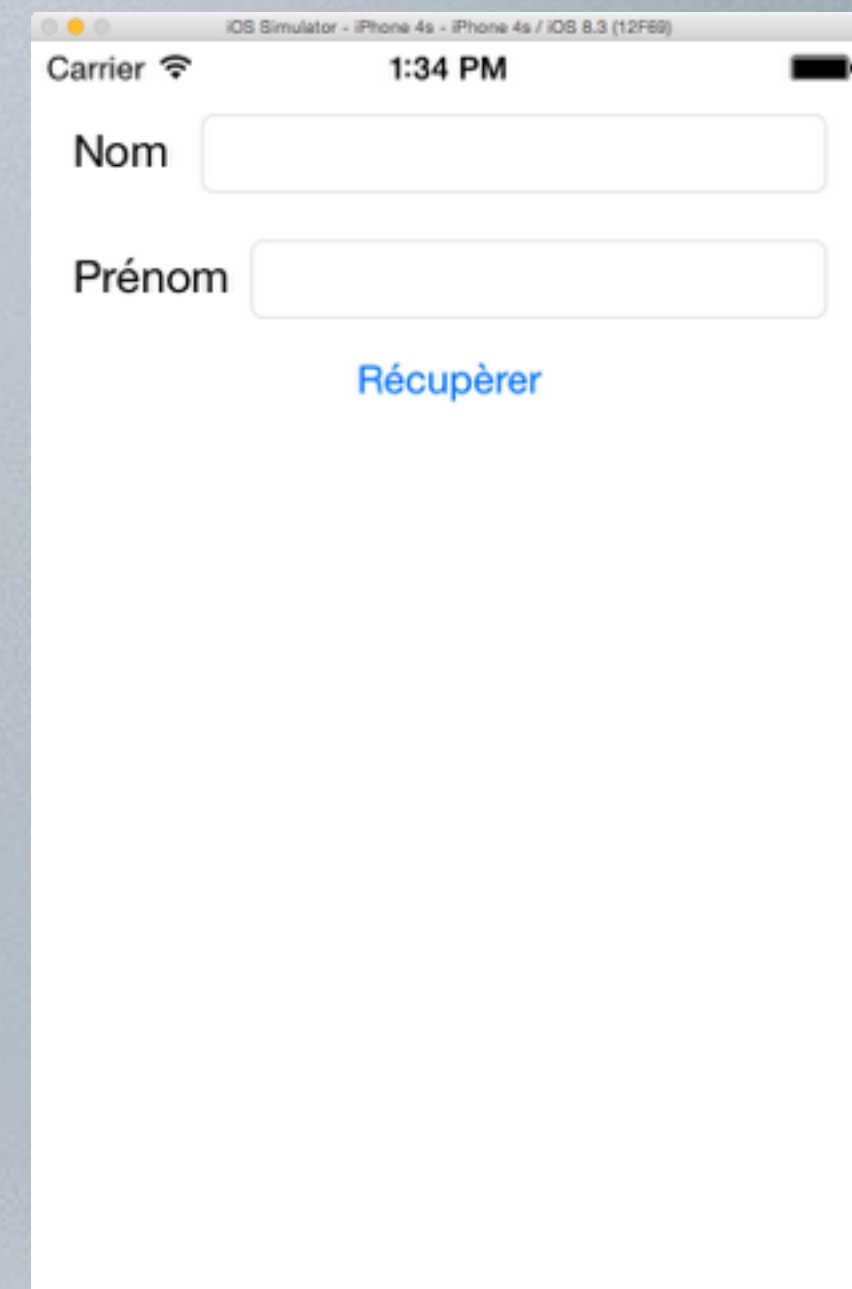 iOS Simulator - iPhone 4s - iPhone 4s / iOS 8.3 (12F69)
Carrier 1:34 PM
Nom
Prénom
Récupèrer